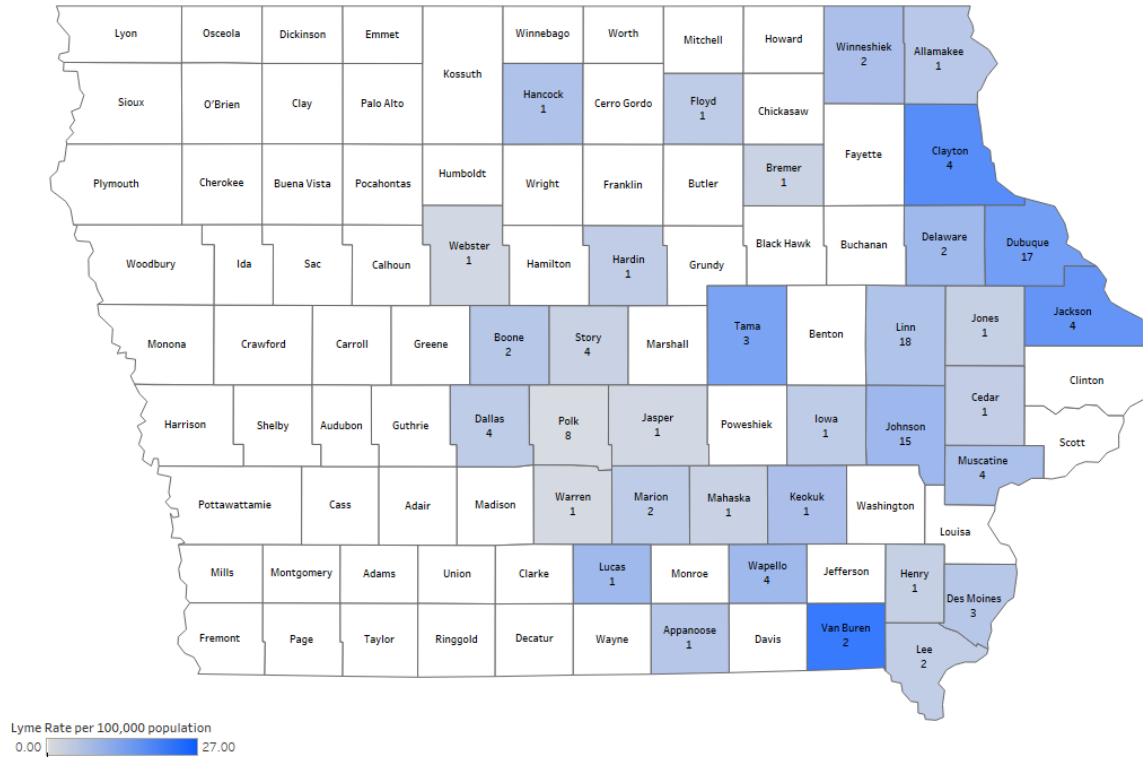 Lyon
Osceola
Dickinson
Emmet
Winnebago
Worth
Mitchell
Howard
Winneshiek
2
Allamakee
1
Kossuth
Sioux
O'Brien
Clay
Palo Alto
Hancock
1
Cerro Gordo
Floyd
1
Chickasaw
Fayette
Clayton
4
Plymouth
Cherokee
Buena Vista
Pocahontas
Humboldt
Wright
Franklin
Butler
Bremer
1
Woodbury
Ida
Sac
Calhoun
Webster
1
Hamilton
Hardin
1
Grundy
Black Hawk
Buchanan
Delaware
2
Dubuque
17
Monona
Crawford
Carroll
Greene
Boone
2
Story
4
Marshall
Tama
3
Benton
Linn
18
Jones
1
Jackson
4
Clinton
Harrison
Shelby
Audubon
Guthrie
Dallas
4
Polk
8
Jasper
1
Poweshiek
Iowa
1
Johnson
15
Cedar
1
Scott
Muscatine
4
Pottawattamie
Cass
Adair
Madison
Warren
1
Marion
2
Mahaska
1
Keokuk
1
Washington
Louisa
Mills
Montgomery
Adams
Union
Clarke
Lucas
1
Monroe
Wapello
4
Jefferson
Henry
1
Des Moines
3
Fremont
Page
Taylor
Ringgold
Decatur
Wayne
Appanoose
1
Davis
Van Buren
2
Lee
2
Lyme Rate per 100,000 population
0.00 27.00